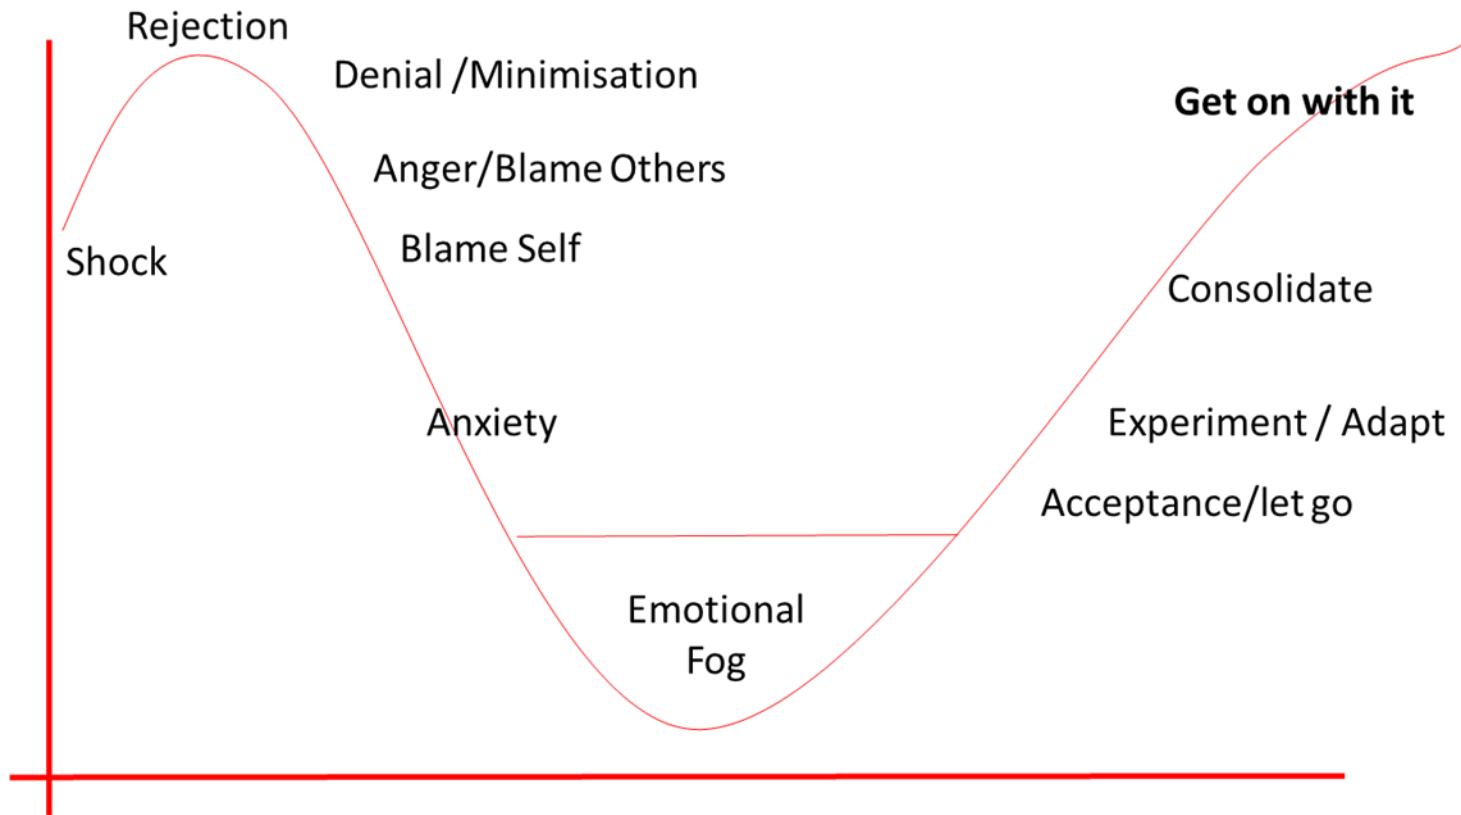 Rejection
Denial /Minimisation
Anger/Blame Others
Blame Self
Shock
Anxiety
Emotional
Fog
Get on with it
Consolidate
Experiment / Adapt
Acceptance/let go